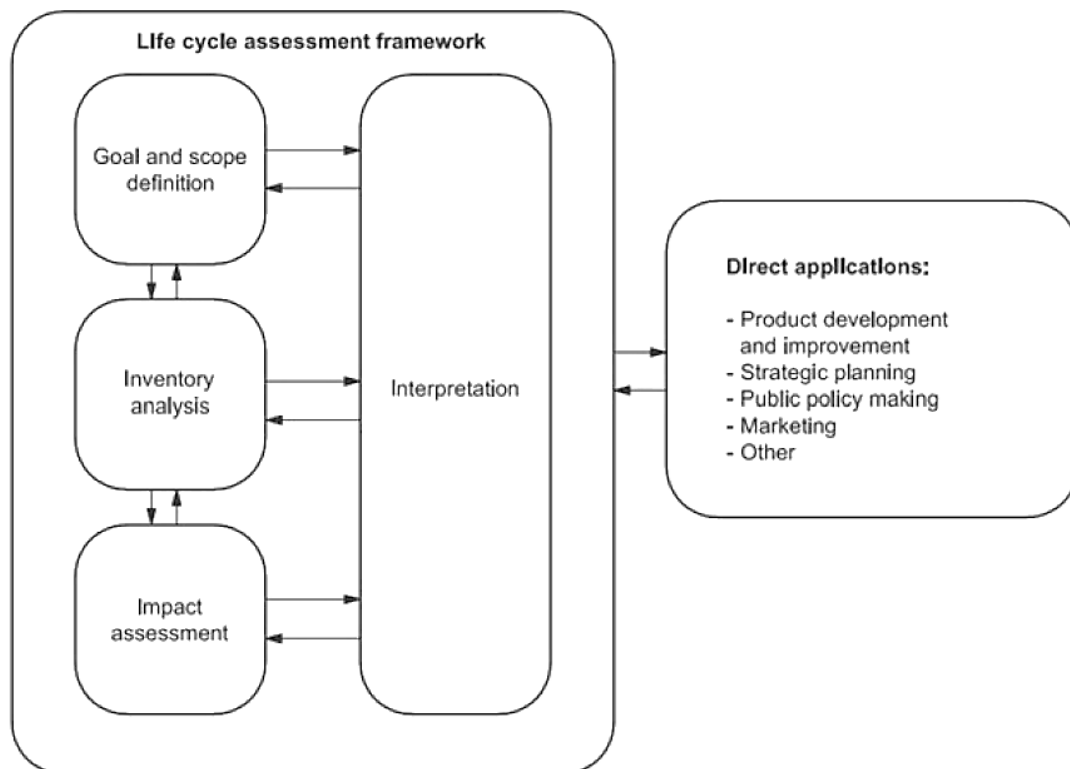 Life cycle assessment framework
Goal and scope
definition
Inventory
analysis
Impact
assessment
Interpretation
Direct applications:
- Product development
and improvement
- Strategic planning
- Public policy making
- Marketing
- Other